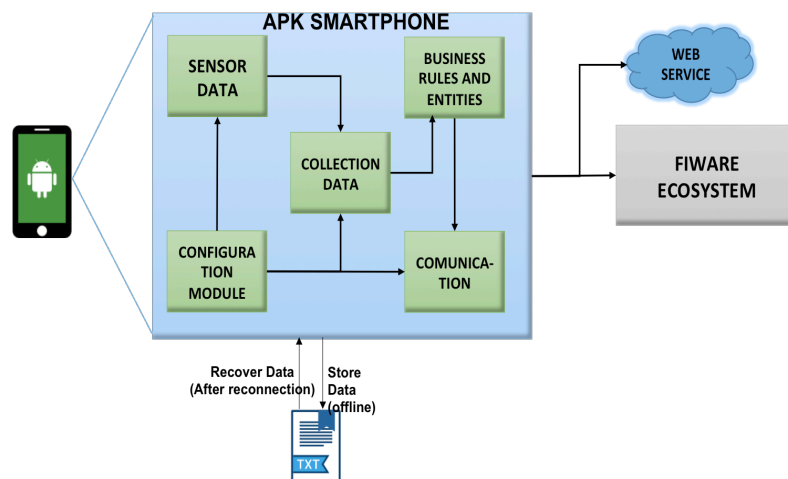 APK SMARTPHONE
SENSOR
DATA
BUSINESS
RULES AND
ENTITIES
WEB
SERVICE
COLLECTION
DATA
FIWARE
ECOSYSTEM
CONFIGURA
TION
MODULE
COMUNICA-
TION
Recover Data
(After reconnection)
Store
Data
(offline)
TXT